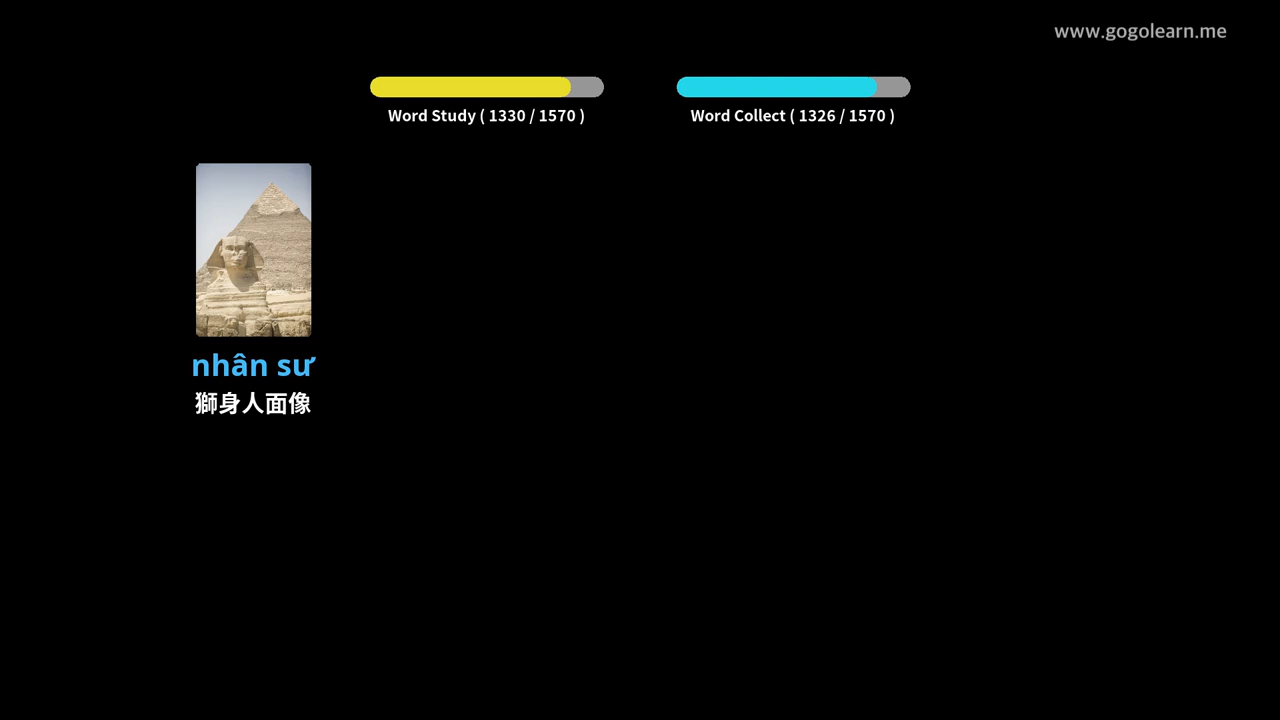 www.gogolearn.me
Word Study ( 1330 / 1570 )
Word Collect ( 1326 / 1570 )
nhân sư
獅身人面像